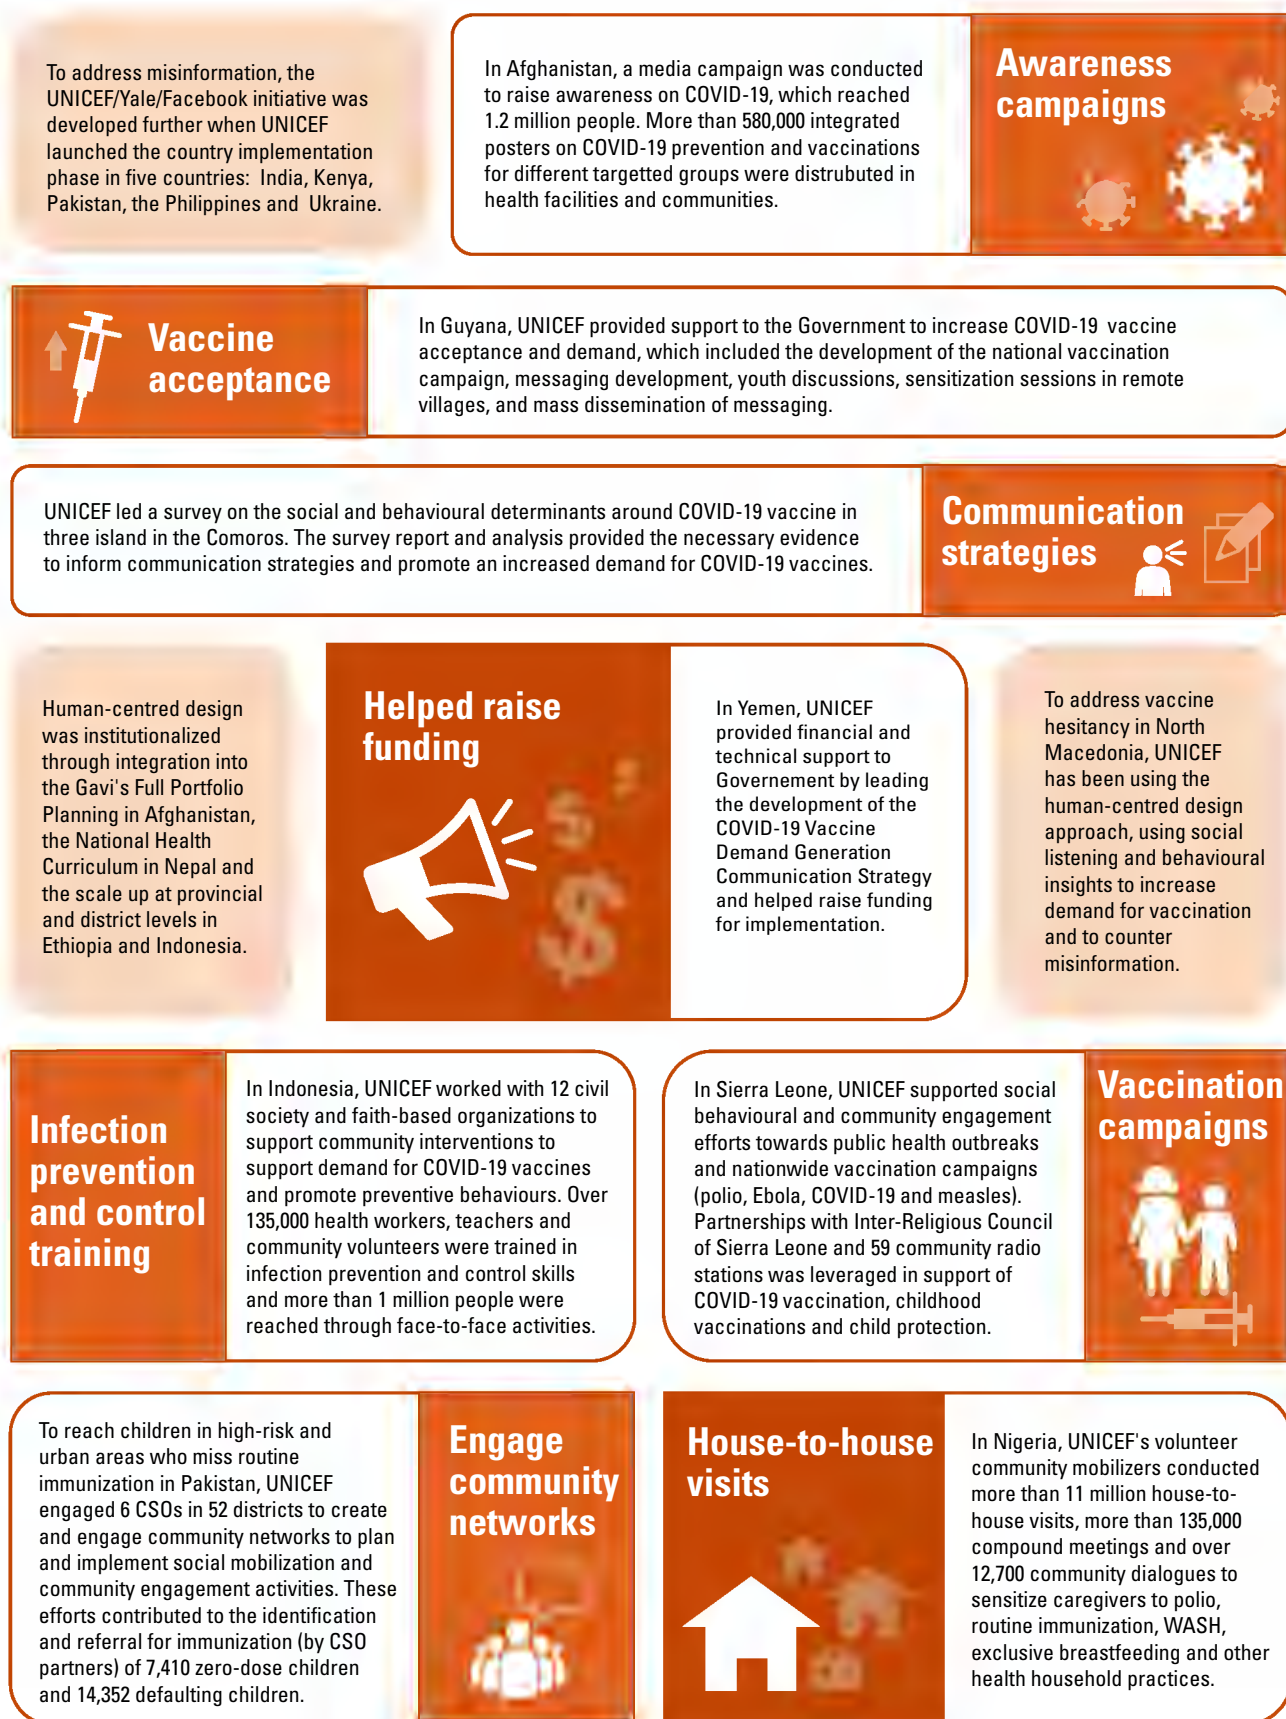 To address misinformation, the
UNICEF/Yale/Facebook initiative was
developed further when UNICEF
launched the country implementation
phase in five countries: India, Kenya,
Pakistan, the Philippines and Ukraine.
In Afghanistan, a media campaign was conducted
to raise awareness on COVID-19, which reached
1.2 million people. More than 580,000 integrated
posters on COVID-19 prevention and vaccinations
for different targetted groups were distrubuted in
health facilities and communities.
Awareness
campaigns
Vaccine
acceptance
In Guyana, UNICEF provided support to the Government to increase COVID-19 vaccine
acceptance and demand, which included the development of the national vaccination
campaign, messaging development, youth discussions, sensitization sessions in remote
villages, and mass dissemination of messaging.
UNICEF led a survey on the social and behavioural determinants around COVID-19 vaccine in
three island in the Comoros. The survey report and analysis provided the necessary evidence
to inform communication strategies and promote an increased demand for COVID-19 vaccines.
Communication
strategies
Human-centred design
was institutionalized
through integration into
the Gavi's Full Portfolio
Planning in Afghanistan,
the National Health
Curriculum in Nepal and
the scale up at provincial
and district levels in
Ethiopia and Indonesia.
Helped raise
funding
$
$
In Yemen, UNICEF
provided financial and
technical support to
Governement by leading
the development of the
COVID-19 Vaccine
Demand Generation
Communication Strategy
and helped raise funding
for implementation.
To address vaccine
hesitancy in North
Macedonia, UNICEF
has been using the
human-centred design
approach, using social
listening and behavioural
insights to increase
demand for vaccination
and to counter
misinformation.
Infection
prevention
and control
training
In Indonesia, UNICEF worked with 12 civil
society and faith-based organizations to
support community interventions to
support demand for COVID-19 vaccines
and promote preventive behaviours. Over
135,000 health workers, teachers and
community volunteers were trained in
infection prevention and control skills
and more than 1 million people were
reached through face-to-face activities.
In Sierra Leone, UNICEF supported social
behavioural and community engagement
efforts towards public health outbreaks
and nationwide vaccination campaigns
(polio, Ebola, COVID-19 and measles).
Partnerships with Inter-Religious Council
of Sierra Leone and 59 community radio
stations was leveraged in support of
COVID-19 vaccination, childhood
vaccinations and child protection.
Vaccination
campaigns
To reach children in high-risk and
urban areas who miss routine
immunization in Pakistan, UNICEF
engaged 6 CSOs in 52 districts to create
and engage community networks to plan
and implement social mobilization and
community engagement activities. These
efforts contributed to the identification
and referral for immunization (by CSO
partners) of 7,410 zero-dose children
and 14,352 defaulting children.
Engage
community
networks
House-to-house
visits
In Nigeria, UNICEF's volunteer
community mobilizers conducted
more than 11 million house-to-
house visits, more than 135,000
compound meetings and over
12,700 community dialogues to
sensitize caregivers to polio,
routine immunization, WASH,
exclusive breastfeeding and other
health household practices.